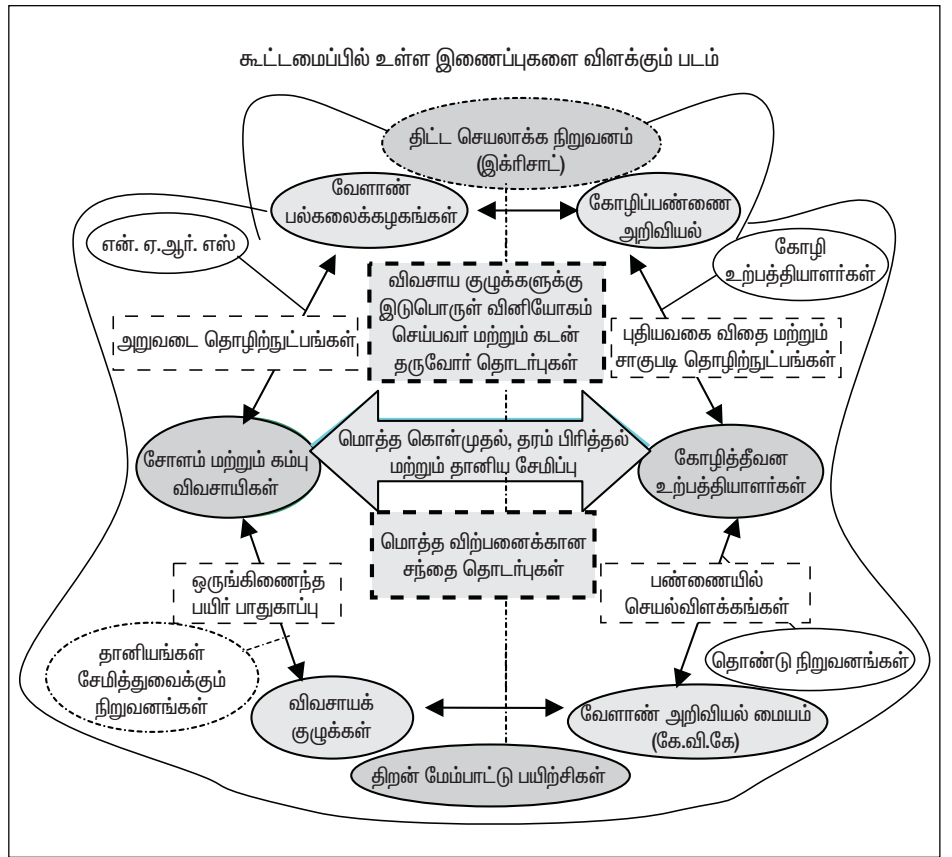 கூட்டமைப்பில் உள்ள இணைப்புகளை விளக்கும் படம்
திட்ட செயலாக்க நிறுவனம்
(இக்ரிசாட்)
வேளாண்
பல்கலைக்கழகங்கள்
கோழிப்பண்ணை
அறிவியல்
என். ஏ.ஆர். எஸ்
கோழி
உற்பத்தியாளர்கள்
விவசாய குழுக்களுக்கு
இடுபொருள் வினியோகம்
செய்பவர் மற்றும் கடன்
தருவோர் தொடர்புகள்
அறுவடை தொழிற்நுட்பங்கள்
புதியவகை விதை மற்றும்
சாகுபடி தொழிற்நுட்பங்கள்
சோளம் மற்றும் கம்பு
விவசாயிகள்
மொத்த கொள்முதல், தரம் பிரித்தல்
மற்றும் தானிய சேமிப்பு
கோழித்தீவன
உற்பத்தியாளர்கள்
மொத்த விற்பனைக்கான
சந்தை தொடர்புகள்
ஒருங்கிணைந்த
பயிர் பாதுகாப்பு
பண்ணையில்
செயல்விளக்கங்கள்
தானியங்கள்
சேமித்துவைக்கும்
நிறுவனங்கள்
தொண்டு நிறுவனங்கள்
விவசாயக்
குழுக்கள்
வேளாண் அறிவியல் மையம்
(கே.வி.கே)
திறன் மேம்பாட்டு பயிற்சிகள்